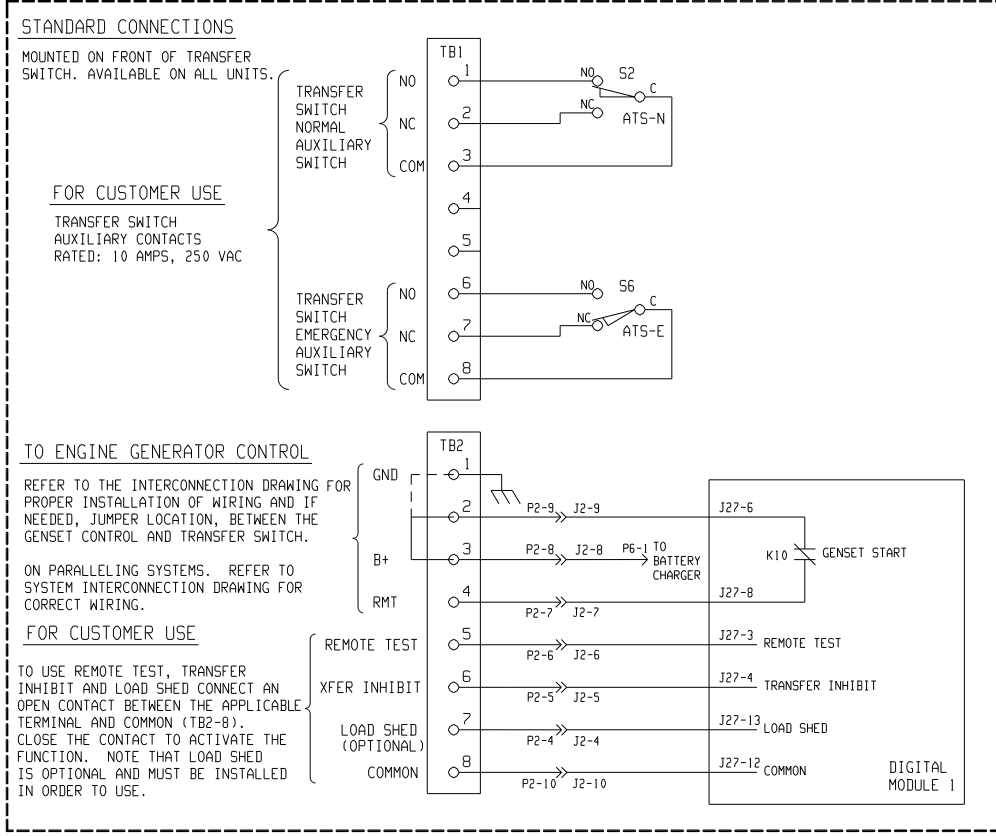 STANDARD CONNECTIONS
MOUNTED ON FRONT OF TRANSFER
SWITCH. AVAILABLE ON ALL UNITS.
FOR CUSTOMER USE
TRANSFER SWITCH
AUXILIARY CONTACTS
RATED: 10 AMPS, 250 VAC
TRANSFER
SWITCH
NORMAL
AUXILIARY
SWITCH
NO
NC
COM
TRANSFER
SWITCH
EMERGENCY
AUXILIARY
SWITCH
NO
NC
COM
TB1
1
2
3
4
5
6
7
8
NO
S2
C
NC
ATS-N
NO
S6
C
NC
ATS-E
TO ENGINE GENERATOR CONTROL
REFER TO THE INTERCONNECTION DRAWING FOR
PROPER INSTALLATION OF WIRING AND IF
NEEDED, JUMPER LOCATION, BETWEEN THE
GENSET CONTROL AND TRANSFER SWITCH.
ON PARALLELING SYSTEMS. REFER TO
SYSTEM INTERCONNECTION DRAWING FOR
CORRECT WIRING.
FOR CUSTOMER USE
TO USE REMOTE TEST, TRANSFER
INHIBIT AND LOAD SHED CONNECT AN
OPEN CONTACT BETWEEN THE APPLICABLE
TERMINAL AND COMMON (TB2-8).
CLOSE THE CONTACT TO ACTIVATE THE
FUNCTION. NOTE THAT LOAD SHED
IS OPTIONAL AND MUST BE INSTALLED
IN ORDER TO USE.
GND
B+
RMT
REMOTE TEST
XFER INHIBIT
LOAD SHED
(OPTIONAL)
COMMON
TB2
1
2
3
4
5
6
7
8
P2-9 J2-9
P2-8 J2-8 P6-1 TO
BATTERY
CHARGER
P2-7 J2-7
P2-6 J2-6
P2-5 J2-5
P2-4 J2-4
P2-10 J2-10
J27-6
K10 GENSET START
J27-8
J27-3 REMOTE TEST
J27-4 TRANSFER INHIBIT
J27-13 LOAD SHED
J27-12 COMMON
DIGITAL
MODULE 1